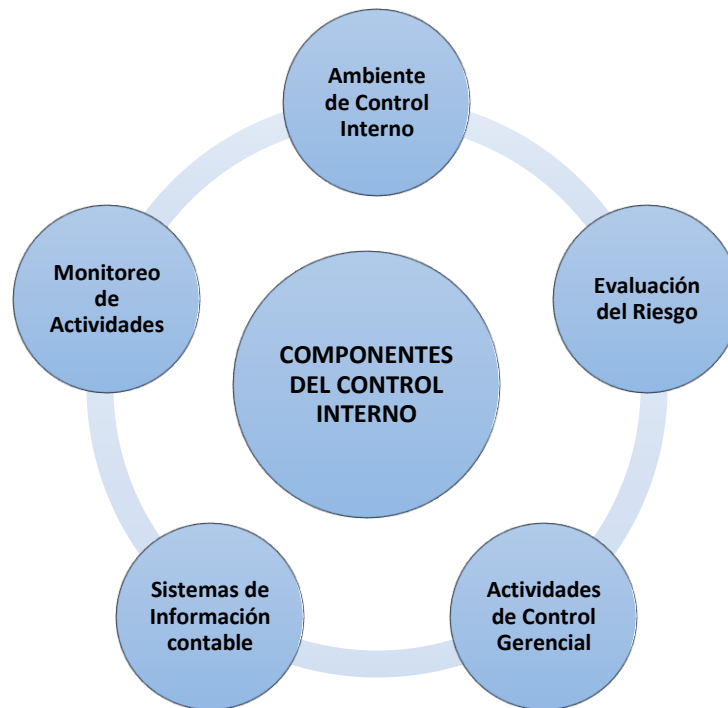 Ambiente
de Control
Interno
Evaluación
del Riesgo
Actividades
de Control
Gerencial
Sistemas de
Información
contable
Monitoreo
de
Actividades
COMPONENTES
DEL CONTROL
INTERNO